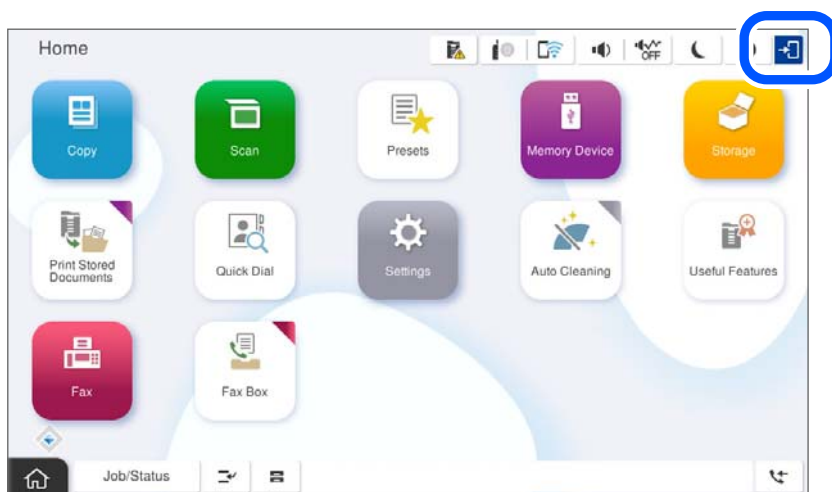 Home
OFF
Copy
Scan
Presets
Memory Device
Storage
Print Stored
Documents
Quick Dial
Settings
Auto Cleaning
Useful Features
Fax
Fax Box
Job/Status